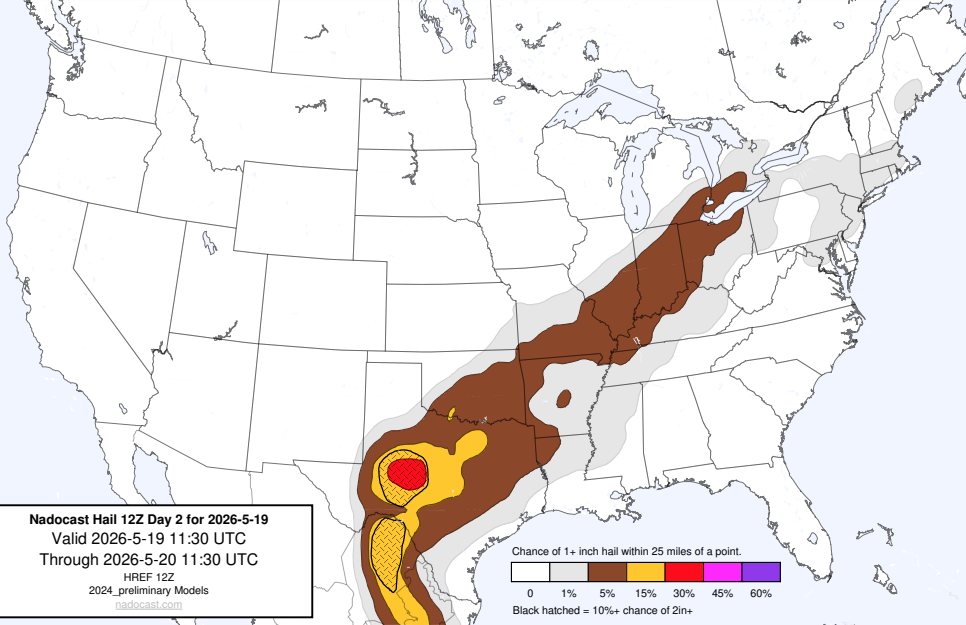 Nadocast Hail 12Z Day 2 for 2026-5-19
Valid 2026-5-19 11:30 UTC
Through 2026-5-20 11:30 UTC
HREF 12Z
2024_preliminary Models
nadocast.com
Chance of 1+ inch hail within 25 miles of a point.
0 1% 5% 15% 30% 45% 60%
Black hatched = 10%+ chance of 2in+